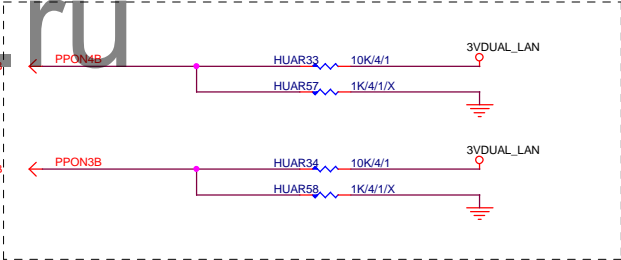 .ru
3VDUAL_LAN
PPON4B HUAR33 10K/4/1
HUAR57 1K/4/1/X
3VDUAL_LAN
PPON3B HUAR34 10K/4/1
HUAR58 1K/4/1/X